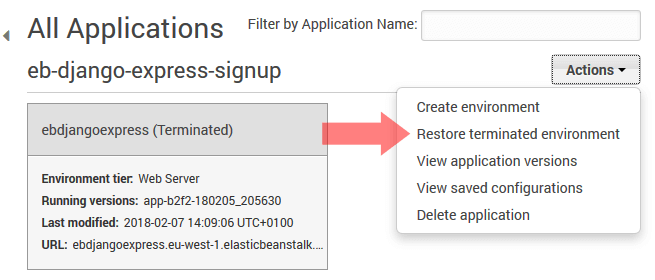 All Applications
Filter by Application Name:
eb-django-express-signup
Actions
Create environment
Restore terminated environment
View application versions
View saved configurations
Delete application
ebdjangoexpress (Terminated)
Environment tier: Web Server
Running versions: app-b2f2-180205_205630
Last modified: 2018-02-07 14:09:06 UTC+0100
URL: ebdjangoexpress.eu-west-1.elasticbeanstalk....